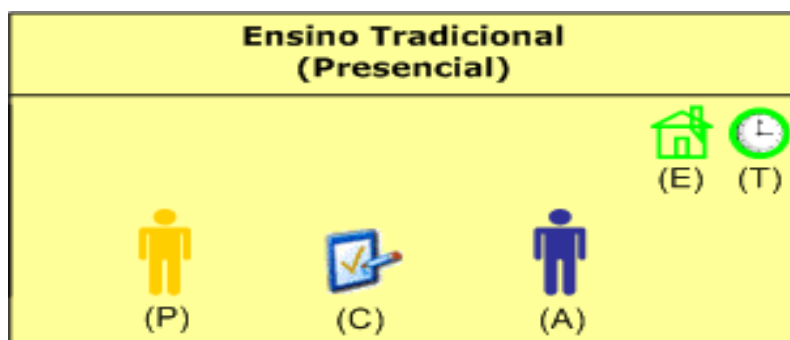 Ensino Tradicional
(Presencial)
(E) (T)
(P) (C) (A)